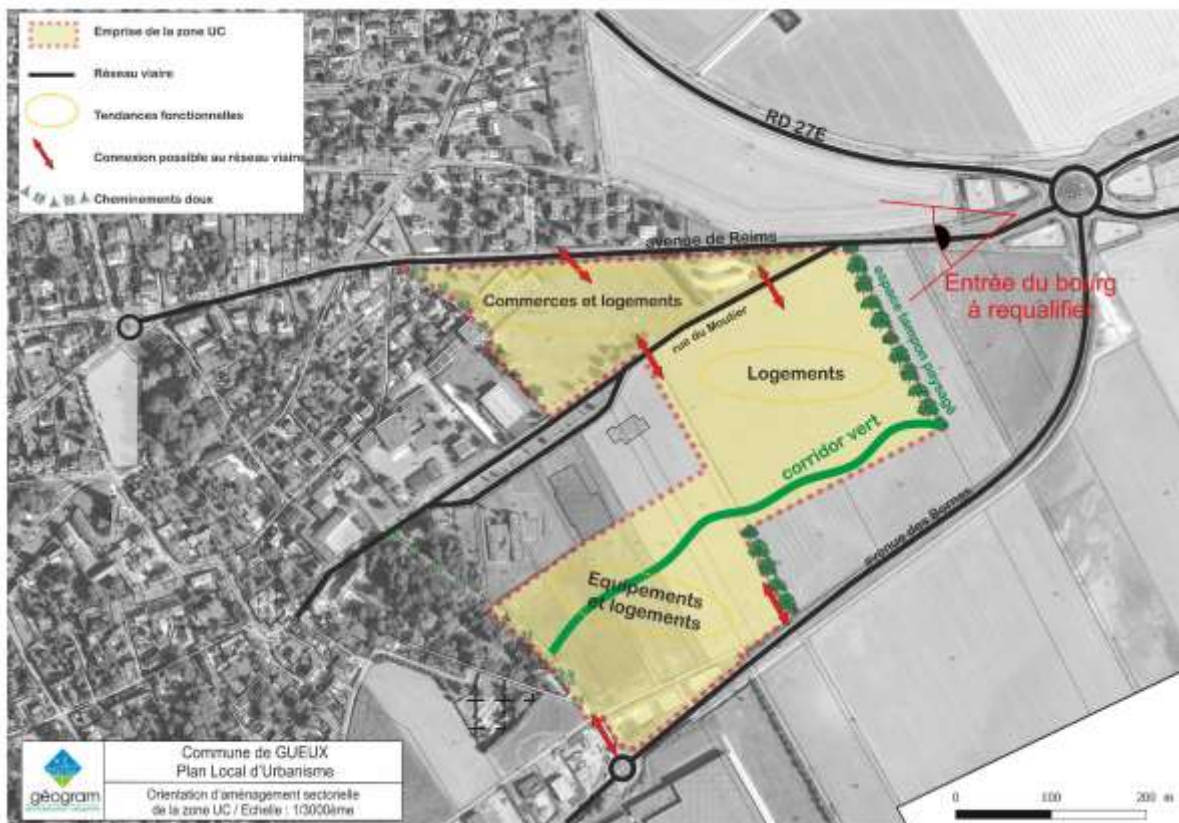 Emprise de la zone UC
Réseau viaire
Tendances fonctionnelles
Connexion possible au réseau viaire
Cheminements doux
RD 27E
avenue de Reims
Entrée du bourg
à requalifier
Commerces et logements
rue du Moutier
espace tampon paysagé
Logements
corridor vert
avenue des Bornes
Equipements
et logements
géogram
Commune de GUEUX
Plan Local d'Urbanisme
Orientation d'aménagement sectorielle
de la zone UC / Echelle : 1/3000ème
0 100 200 m